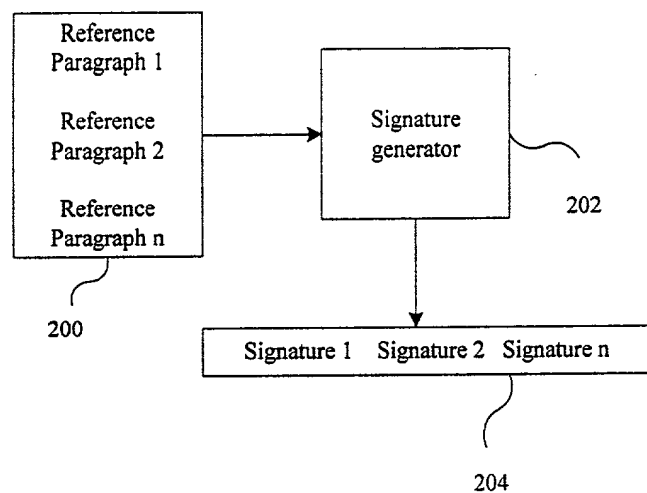 Reference
Paragraph 1
Reference
Paragraph 2
Reference
Paragraph n
200
Signature
generator
202
Signature 1 Signature 2 Signature n
204